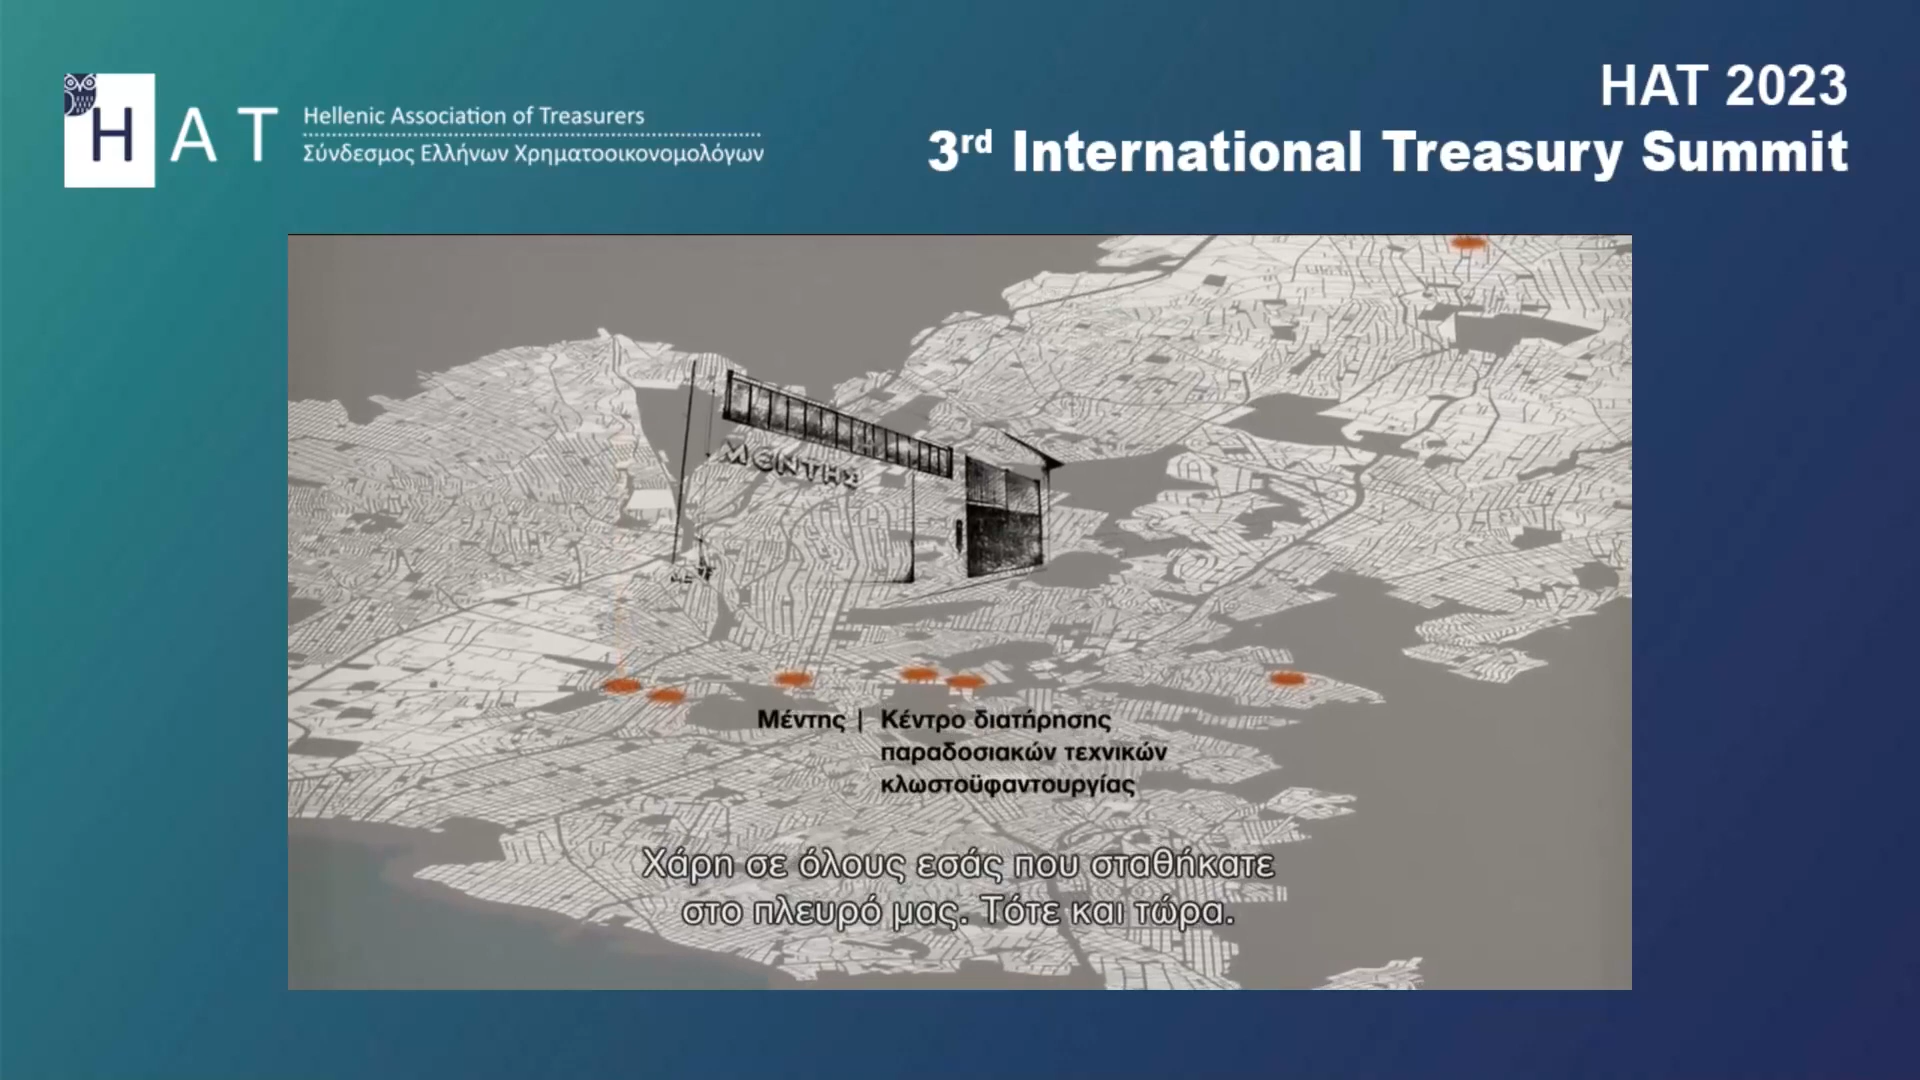 H A T
Hellenic Association of Treasurers
Σύνδεσμος Ελλήνων Χρηματοοικονομολόγων
HAT 2023
3rd International Treasury Summit
ΜΕΝΤΗΣ
Μέντης | Κέντρο διατήρησης
παραδοσιακών τεχνικών
κλωστοϋφαντουργίας
Χάρη σε όλους εσάς που σταθήκατε
στο πλευρό μας. Τότε και τώρα.